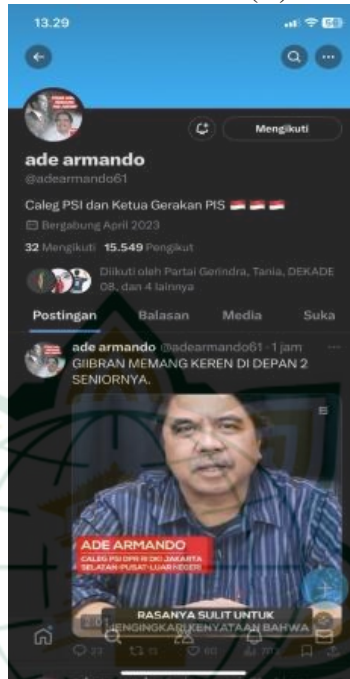 13.29
Mengikuti
ade armando
@adearmando61
Caleg PSI dan Ketua Gerakan PIS
Bergabung April 2023
32 Mengikuti 15.549 Pengikut
Diikuti oleh Partai Gerindra, Tania, DEKADE
08, dan 4 lainnya
Postingan Balasan Media Suka
ade armando @adearmando61 · 1 jam
GIIBRAN MEMANG KEREN DI DEPAN 2
SENIORNYA.
ADE ARMANDO
CALEG PSI DPR RI DKI JAKARTA
SELATAN-PUSAT-LUAR NEGERI
RASANYA SULIT UNTUK
MENGINGKARI KENYATAAN BAHWA